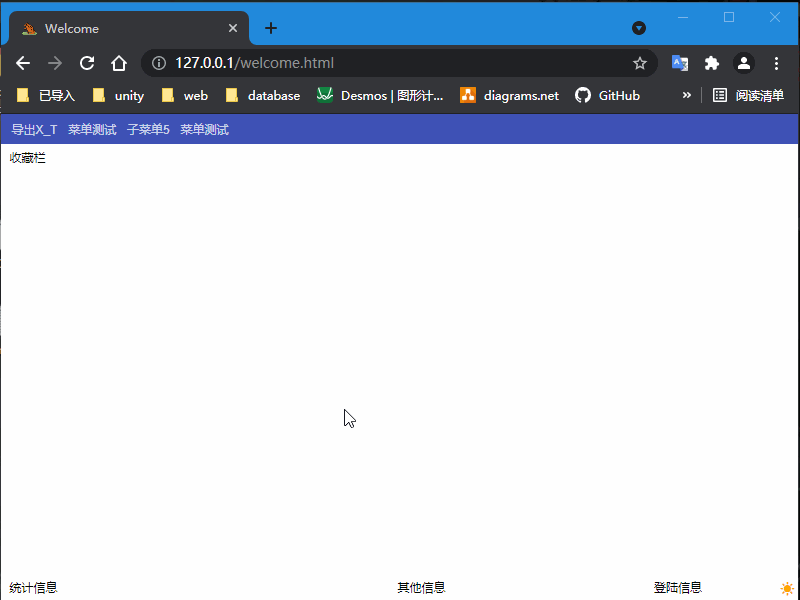 Welcome
127.0.0.1/welcome.html
已导入 unity web database Desmos | 图形计... diagrams.net GitHub » 阅读清单
导出X_T 菜单测试 子菜单5 菜单测试
收藏栏
统计信息 其他信息 登陆信息